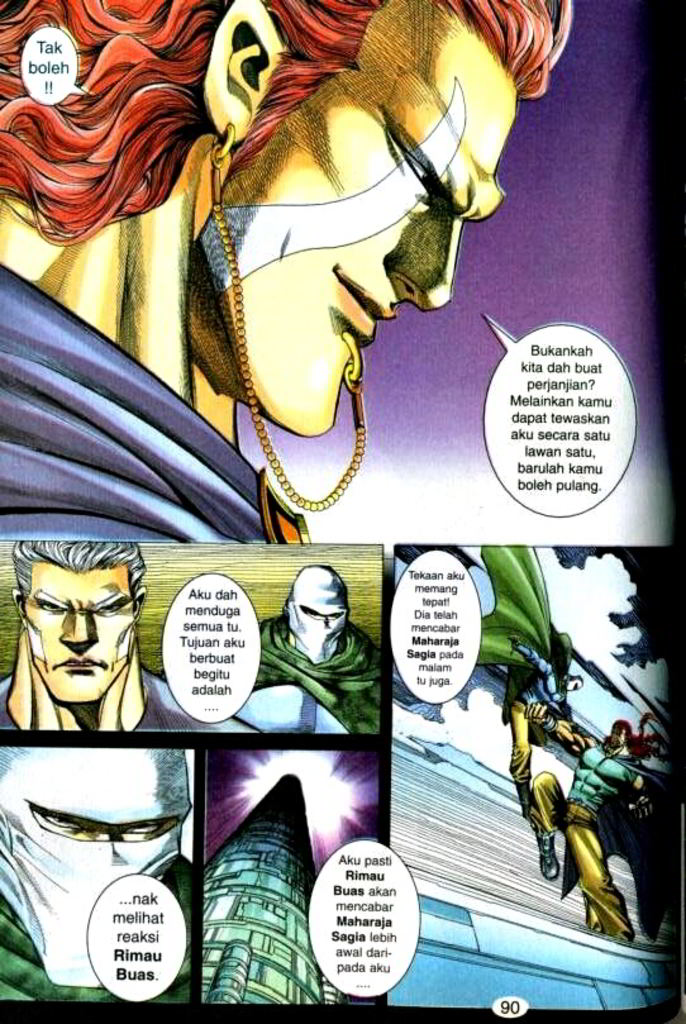 Tak
boleh
!!
Bukankah
kita dah buat
perjanjian?
Melainkan kamu
dapat tewaskan
aku secara satu
lawan satu,
barulah kamu
boleh pulang.
Aku dah
menduga
semua tu.
Tujuan aku
berbuat
begitu
adalah
....
Tekaan aku
memang
tepat!
Dia telah
mencabar
Maharaja
Sagia pada
malam
tu juga.
...nak
melihat
reaksi
Rimau
Buas.
Aku pasti
Rimau
Buas akan
mencabar
Maharaja
Sagia lebih
awal dari-
pada aku
....
90